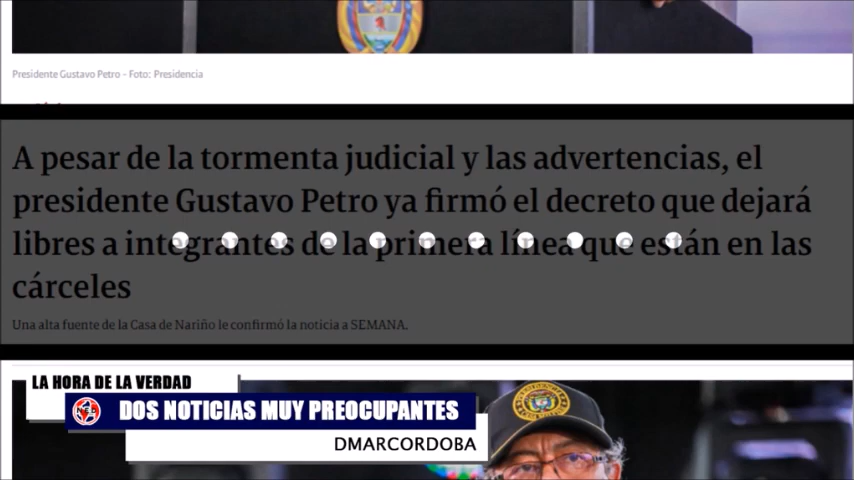 Presidente Gustavo Petro - Foto: Presidencia
A pesar de la tormenta judicial y las advertencias, el
presidente Gustavo Petro ya firmó el decreto que dejará
libres a integrantes de la primera línea que están en las
cárceles
Una alta fuente de la Casa de Nariño le confirmó la noticia a SEMANA.
LA HORA DE LA VERDAD
DOS NOTICIAS MUY PREOCUPANTES
DMARCORDOBA